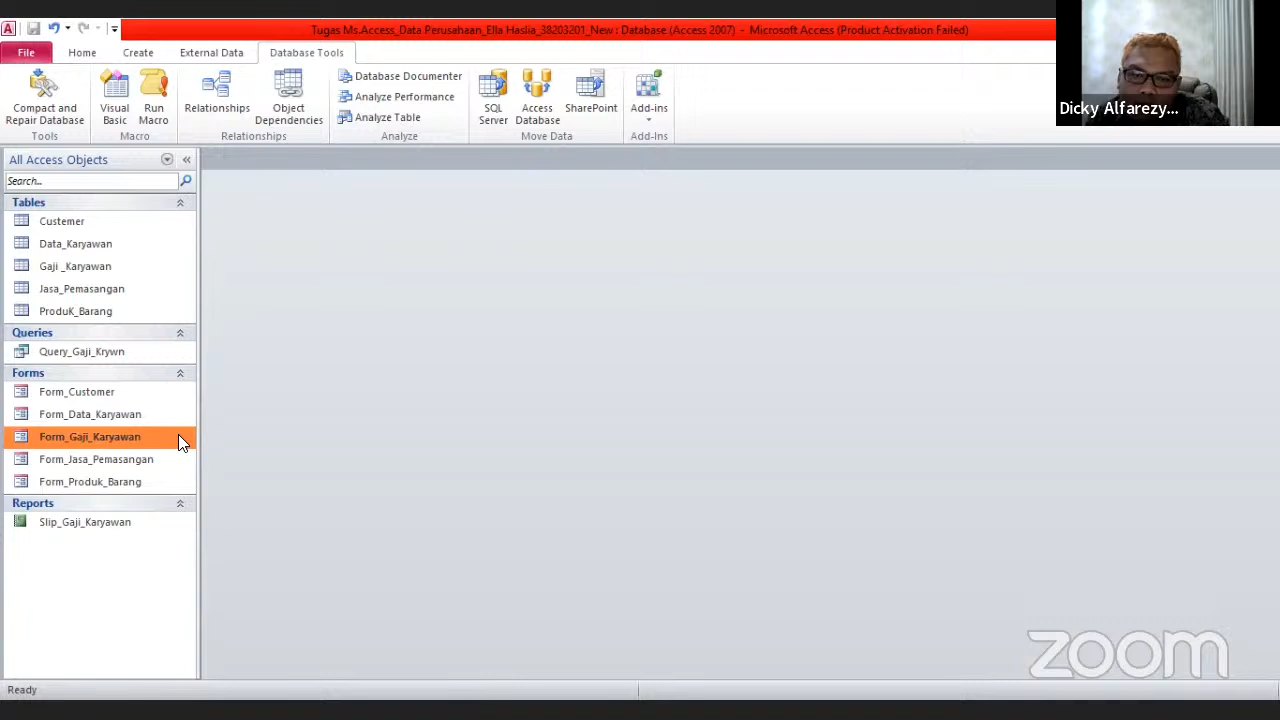 Tugas Ms.Access_Data Perusahaan_Ella Haslia_38203201_New : Database (Access 2007) - Microsoft Access (Product Activation Failed)
File Home Create External Data Database Tools
Compact and Repair Database
Visual Basic
Run Macro
Relationships
Object Dependencies
Database Documenter
Analyze Performance
Analyze Table
SQL Server
Access Database
SharePoint
Add-ins
Tools Macro Relationships Analyze Move Data Add-Ins
Dicky Alfarezy...
All Access Objects
Search...
Tables
Custemer
Data_Karyawan
Gaji _Karyawan
Jasa_Pemasangan
ProduK_Barang
Queries
Query_Gaji_Krywn
Forms
Form_Customer
Form_Data_Karyawan
Form_Gaji_Karyawan
Form_Jasa_Pemasangan
Form_Produk_Barang
Reports
Slip_Gaji_Karyawan
zoom
Ready